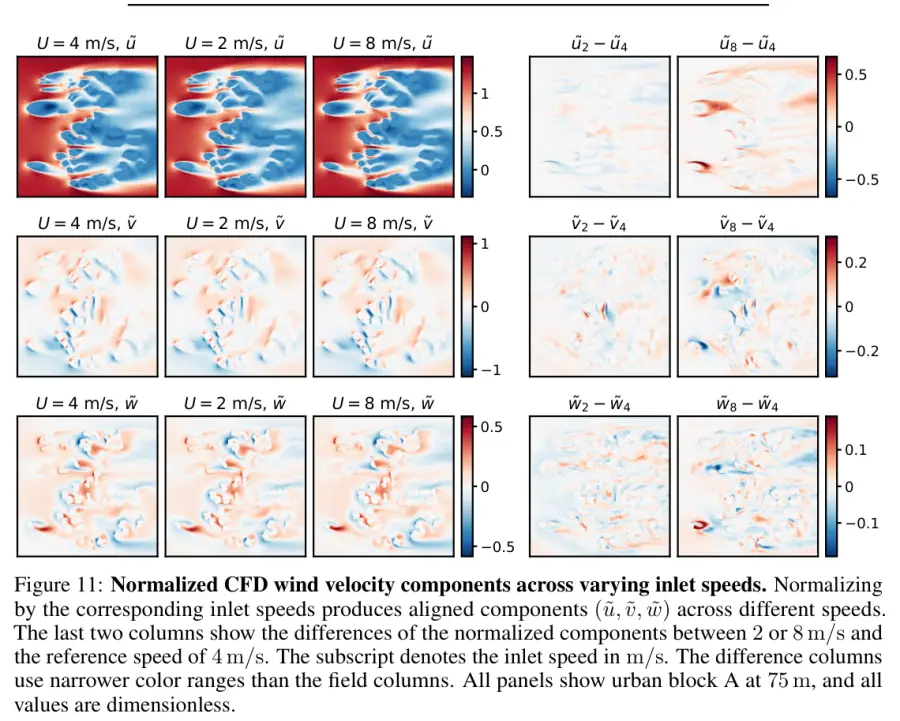 U = 4 m/s, ũ U = 2 m/s, ũ U = 8 m/s, ũ ũ₂ − ũ₄ ũ₈ − ũ₄
1
0.5
0
0.5
0
−0.5
U = 4 m/s, ṽ U = 2 m/s, ṽ U = 8 m/s, ṽ ṽ₂ − ṽ₄ ṽ₈ − ṽ₄
1
0
−1
0.2
0
−0.2
U = 4 m/s, w̃ U = 2 m/s, w̃ U = 8 m/s, w̃ w̃₂ − w̃₄ w̃₈ − w̃₄
0.5
0
−0.5
0.1
0
−0.1
Figure 11: Normalized CFD wind velocity components across varying inlet speeds. Normalizing
by the corresponding inlet speeds produces aligned components (ũ, ṽ, w̃) across different speeds.
The last two columns show the differences of the normalized components between 2 or 8 m/s and
the reference speed of 4 m/s. The subscript denotes the inlet speed in m/s. The difference columns
use narrower color ranges than the field columns. All panels show urban block A at 75 m, and all
values are dimensionless.